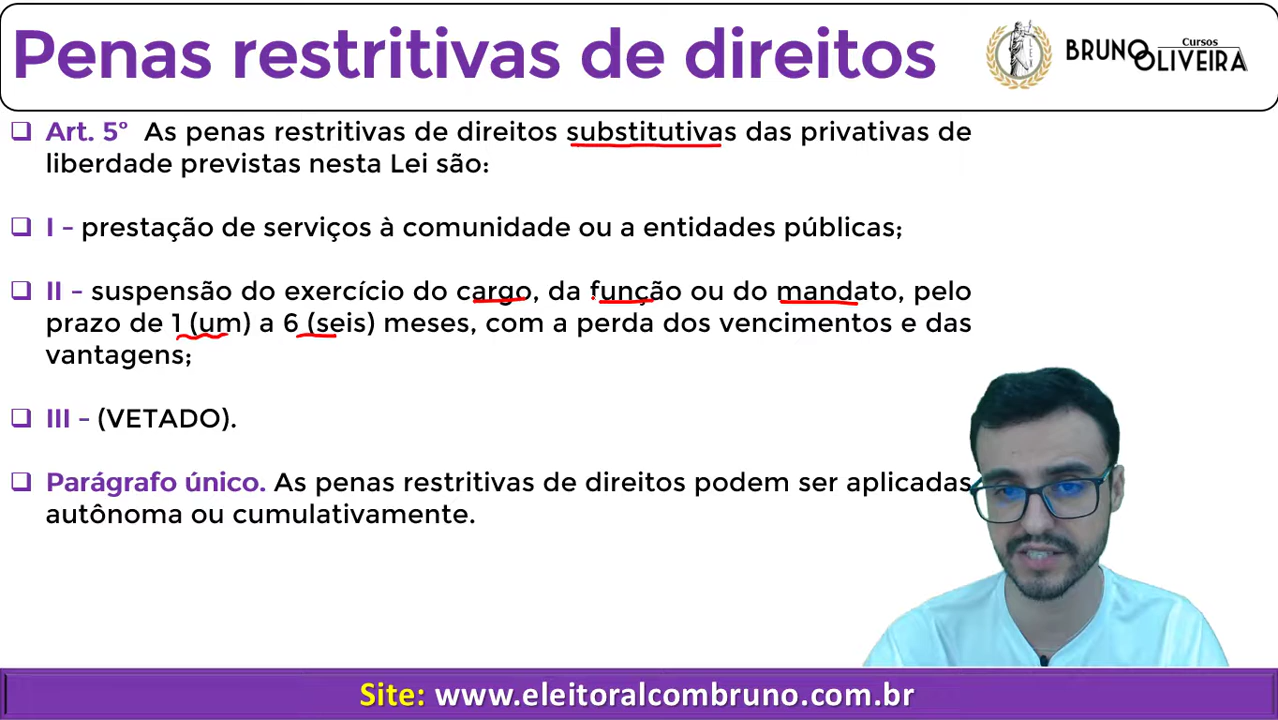 Penas restritivas de direitos
Cursos
BRUNO OLIVEIRA
Art. 5º As penas restritivas de direitos substitutivas das privativas de
liberdade previstas nesta Lei são:
I - prestação de serviços à comunidade ou a entidades públicas;
II - suspensão do exercício do cargo, da função ou do mandato, pelo
prazo de 1 (um) a 6 (seis) meses, com a perda dos vencimentos e das
vantagens;
III - (VETADO).
Parágrafo único. As penas restritivas de direitos podem ser aplicadas
autônoma ou cumulativamente.
Site: www.eleitoralcombruno.com.br